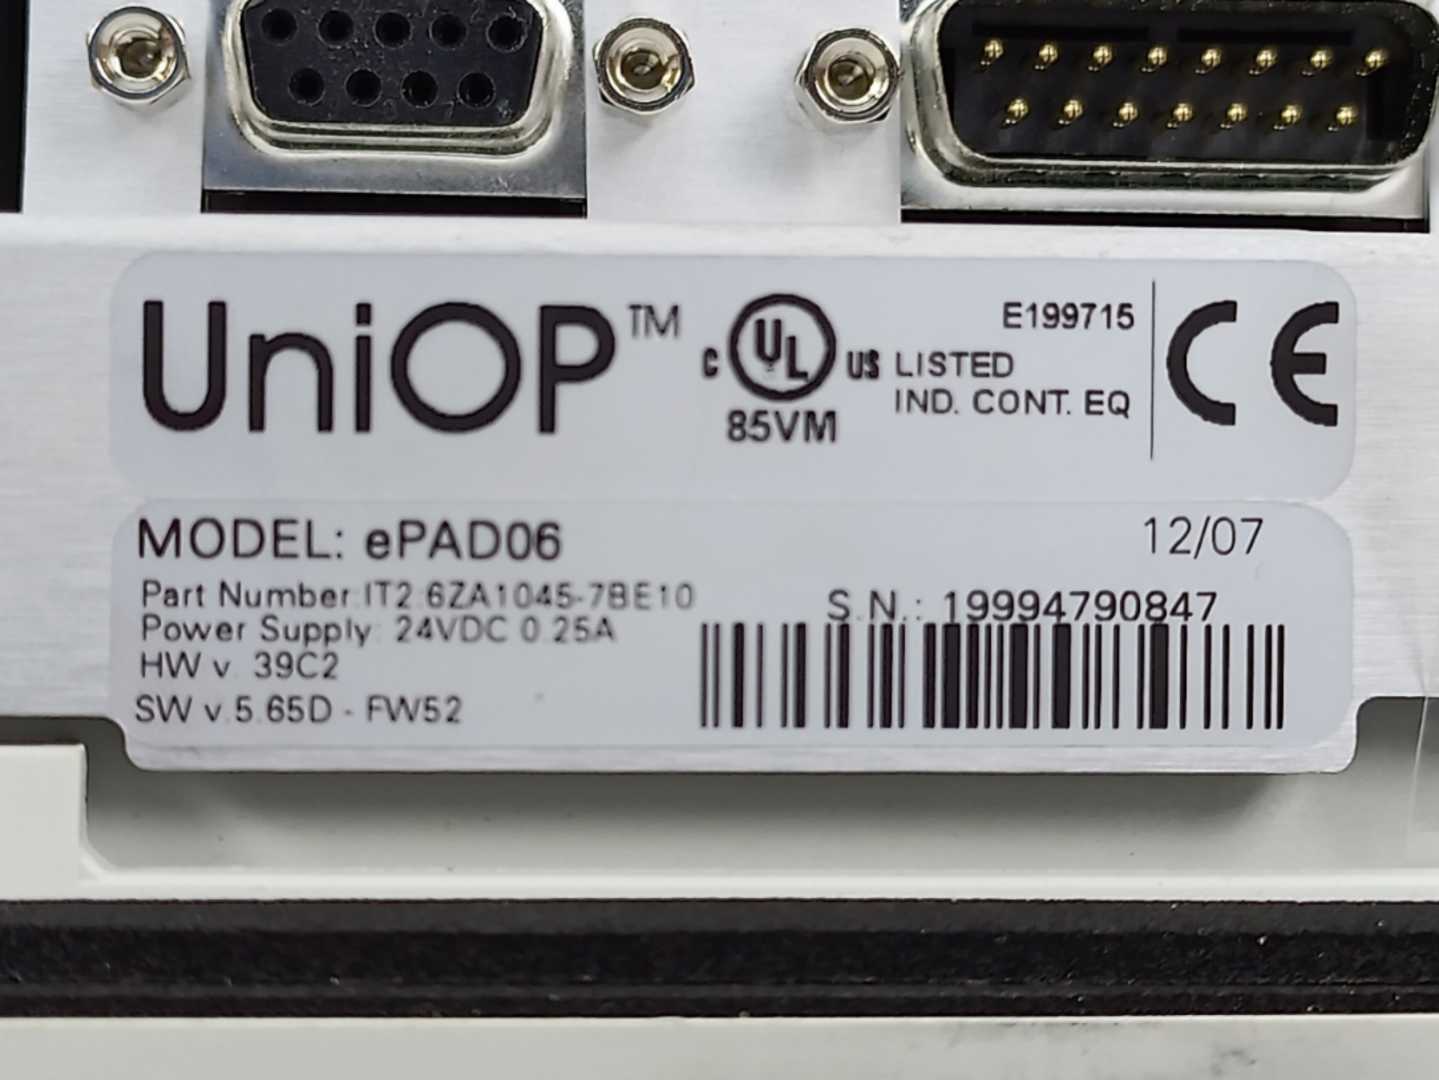 UniOP™
C UL US
85VM
E199715
LISTED
IND. CONT. EQ
CE
MODEL: ePAD06
12/07
Part Number:IT2.6ZA1045-7BE10
Power Supply: 24VDC 0.25A
HW v. 39C2
SW v.5.65D - FW52
S.N.: 19994790847